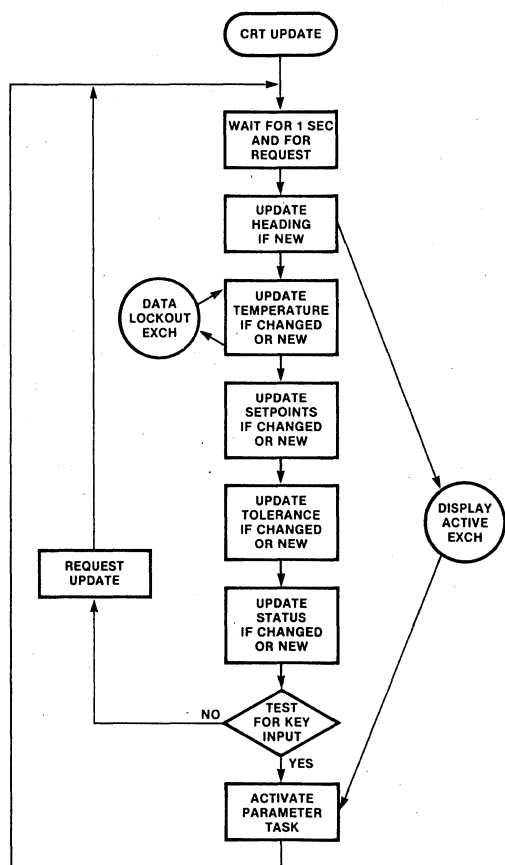 CRT UPDATE
WAIT FOR 1 SEC
AND FOR
REQUEST
UPDATE
HEADING
IF NEW
DATA
LOCKOUT
EXCH
UPDATE
TEMPERATURE
IF CHANGED
OR NEW
UPDATE
SETPOINTS
IF CHANGED
OR NEW
UPDATE
TOLERANCE
IF CHANGED
OR NEW
DISPLAY
ACTIVE
EXCH
REQUEST
UPDATE
UPDATE
STATUS
IF CHANGED
OR NEW
NO
TEST
FOR KEY
INPUT
YES
ACTIVATE
PARAMETER
TASK